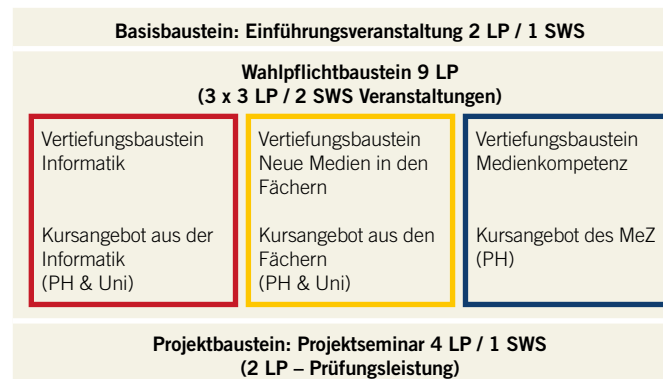 Basisbaustein: Einführungsveranstaltung 2 LP / 1 SWS
Wahlpflichtbaustein 9 LP
(3 x 3 LP / 2 SWS Veranstaltungen)
Vertiefungsbaustein
Informatik
Kursangebot aus der
Informatik
(PH & Uni)
Vertiefungsbaustein
Neue Medien in den
Fächern
Kursangebot aus den
Fächern
(PH & Uni)
Vertiefungsbaustein
Medienkompetenz
Kursangebot des MeZ
(PH)
Projektbaustein: Projektseminar 4 LP / 1 SWS
(2 LP – Prüfungsleistung)